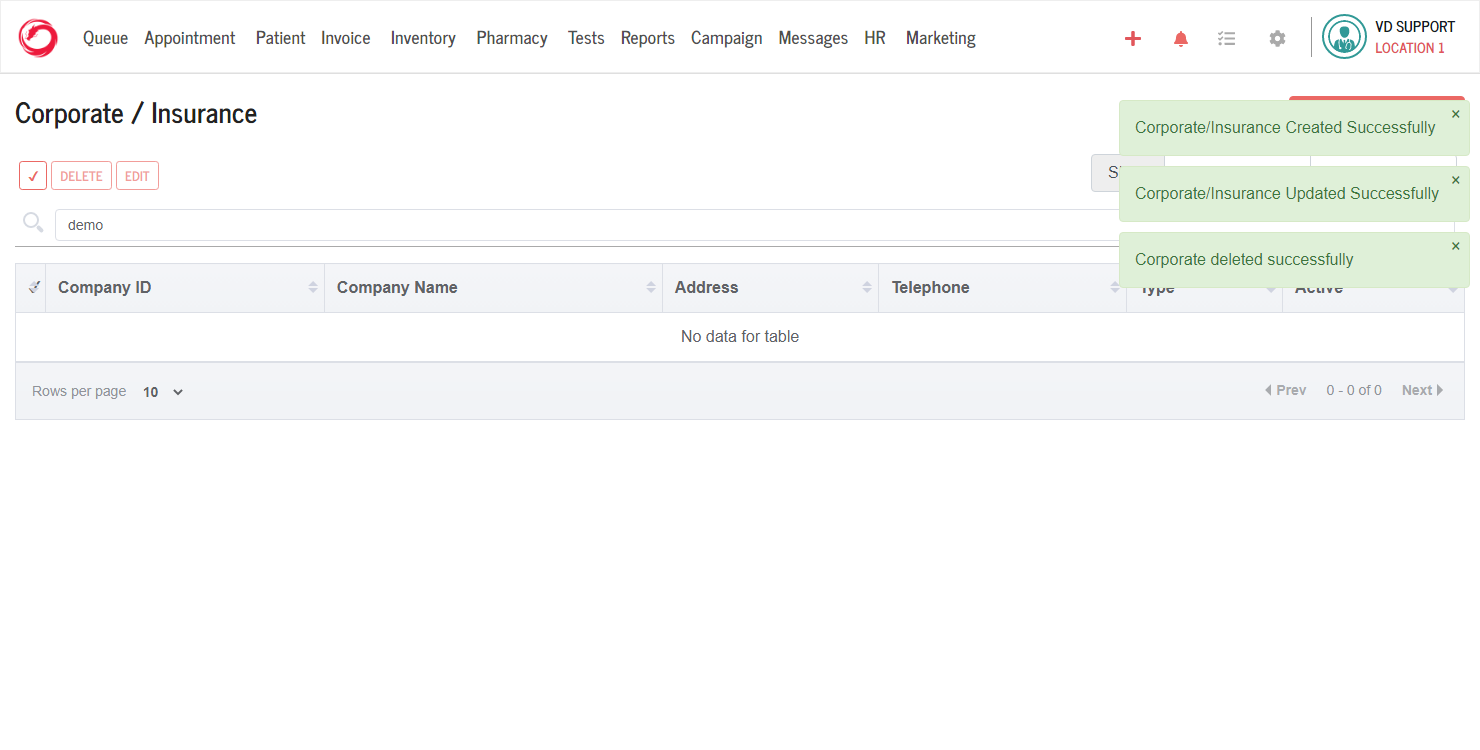 Queue Appointment Patient Invoice Inventory Pharmacy Tests Reports Campaign Messages HR Marketing
VD SUPPORT
LOCATION 1
Corporate / Insurance
Corporate/Insurance Created Successfully ×
DELETE EDIT
Corporate/Insurance Updated Successfully ×
demo
Corporate deleted successfully ×
Company ID Company Name Address Telephone Type Active
No data for table
Rows per page 10 Prev 0 - 0 of 0 Next